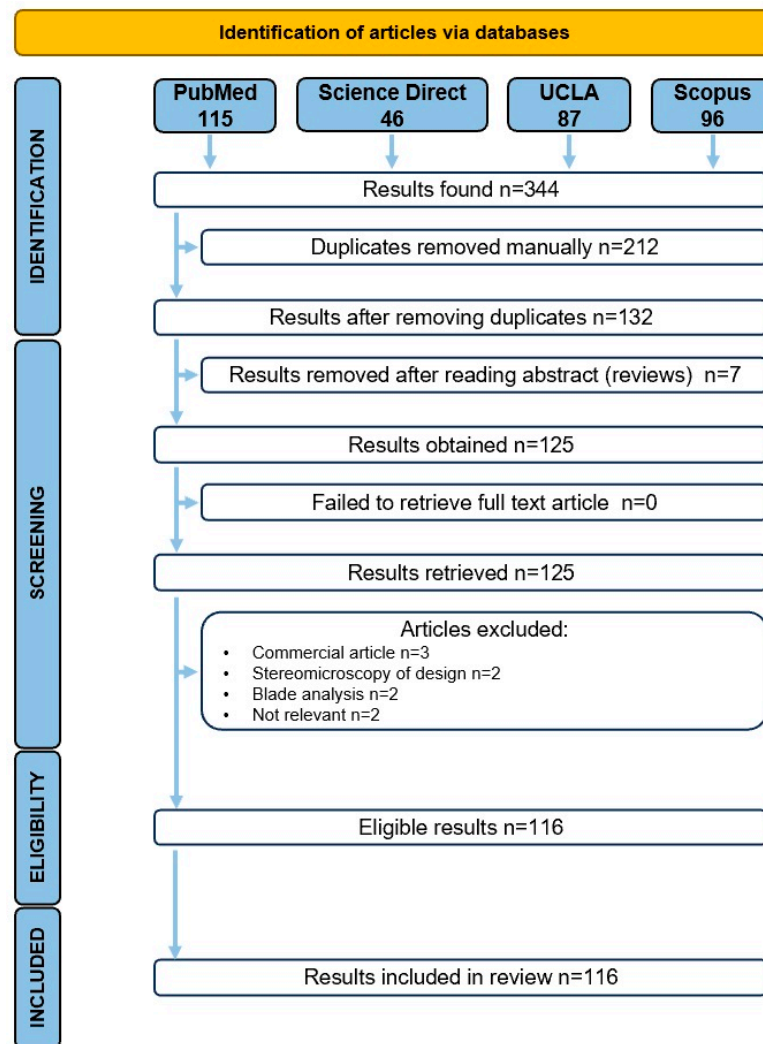 Identification of articles via databases
IDENTIFICATION
PubMed
115
Science Direct
46
UCLA
87
Scopus
96
Results found n=344
Duplicates removed manually n=212
Results after removing duplicates n=132
SCREENING
Results removed after reading abstract (reviews) n=7
Results obtained n=125
Failed to retrieve full text article n=0
Results retrieved n=125
Articles excluded:
• Commercial article n=3
• Stereomicroscopy of design n=2
• Blade analysis n=2
• Not relevant n=2
ELIGIBILITY
Eligible results n=116
INCLUDED
Results included in review n=116